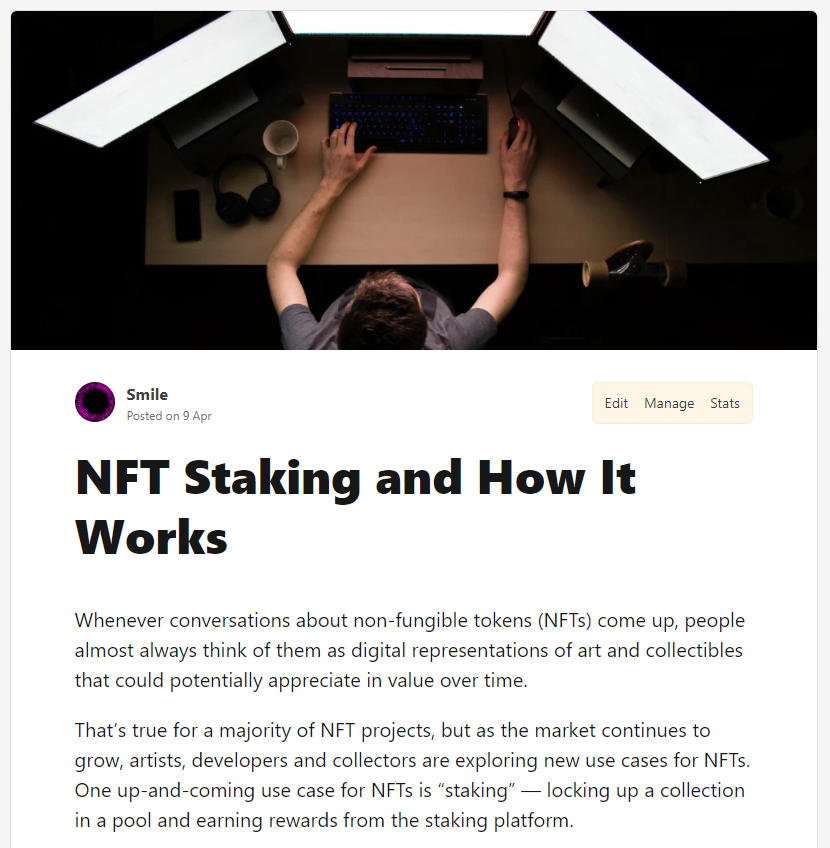 Smile
Posted on 9 Apr
Edit Manage Stats
NFT Staking and How It
Works
Whenever conversations about non-fungible tokens (NFTs) come up, people
almost always think of them as digital representations of art and collectibles
that could potentially appreciate in value over time.
That’s true for a majority of NFT projects, but as the market continues to
grow, artists, developers and collectors are exploring new use cases for NFTs.
One up-and-coming use case for NFTs is “staking” — locking up a collection
in a pool and earning rewards from the staking platform.